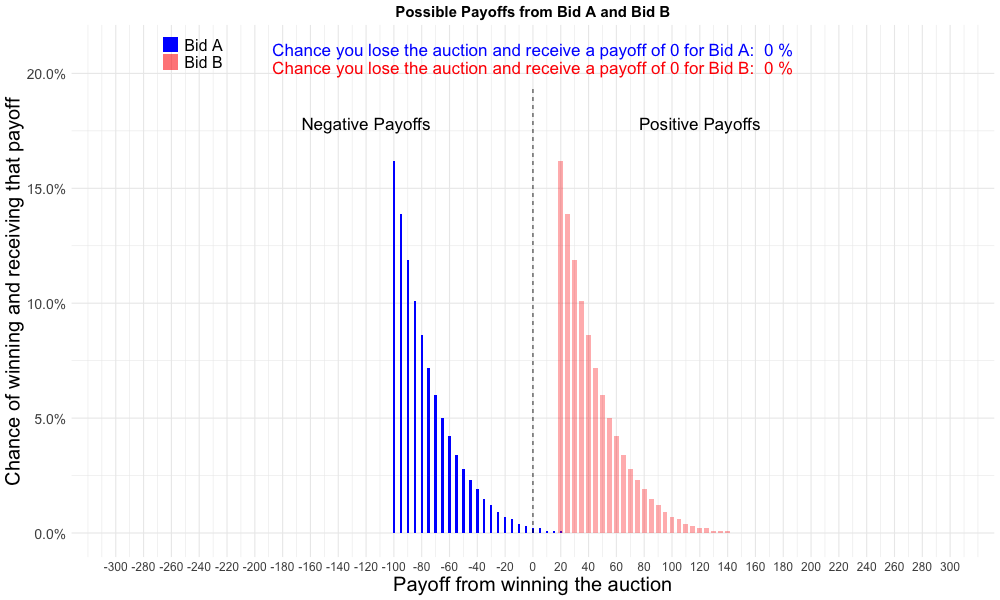 Possible Payoffs from Bid A and Bid B
Bid A
Bid B
Chance you lose the auction and receive a payoff of 0 for Bid A:  0 %
Chance you lose the auction and receive a payoff of 0 for Bid B:  0 %
Negative Payoffs
Positive Payoffs
Chance of winning and receiving that payoff
20.0%
15.0%
10.0%
5.0%
0.0%
-300 -280 -260 -240 -220 -200 -180 -160 -140 -120 -100 -80 -60 -40 -20 0 20 40 60 80 100 120 140 160 180 200 220 240 260 280 300
Payoff from winning the auction